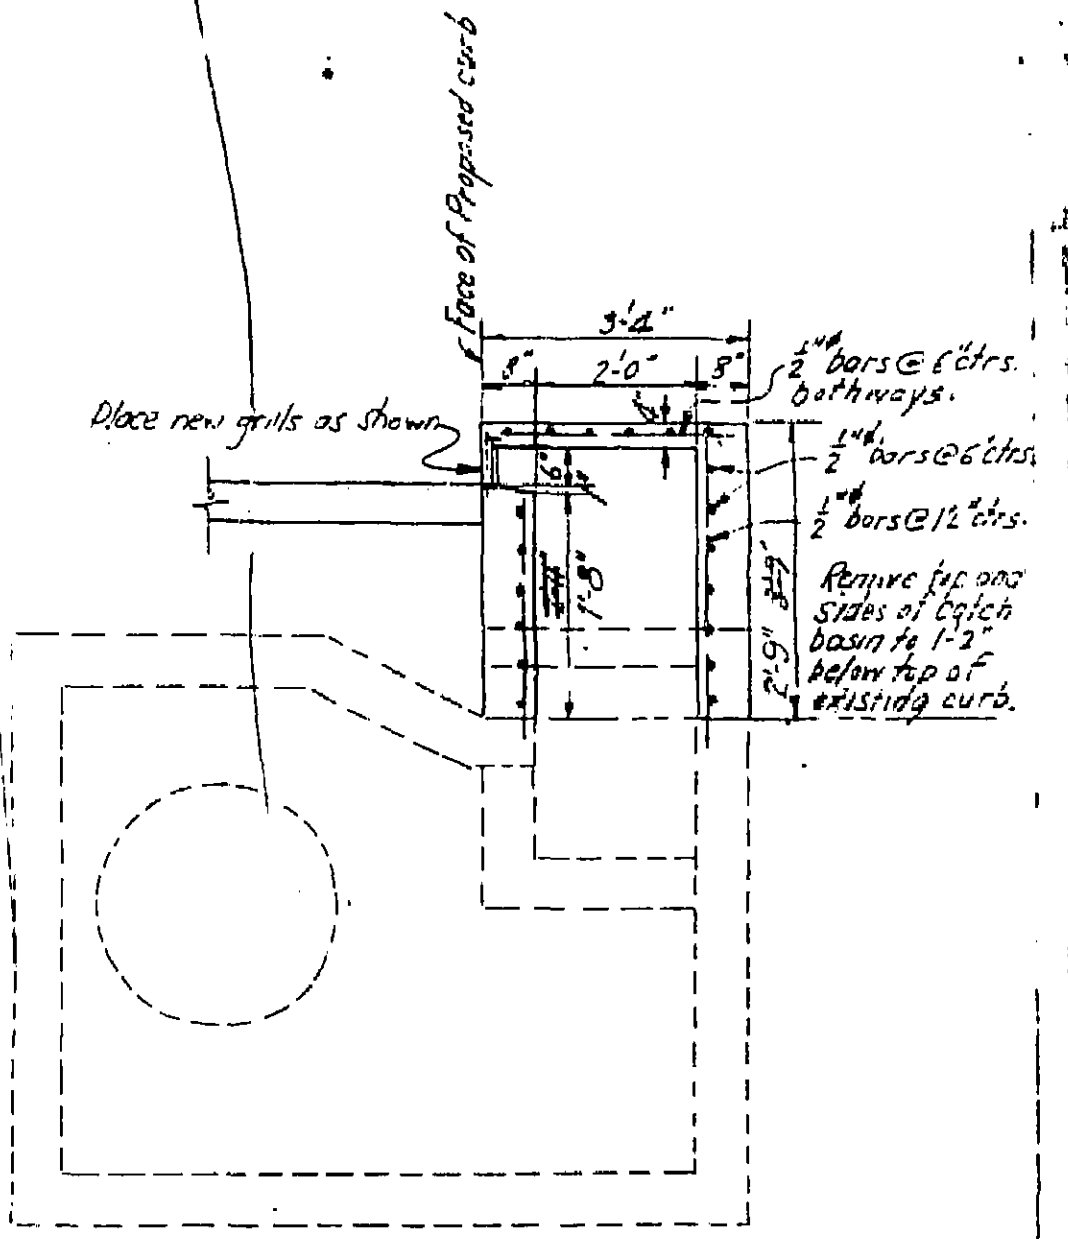 Face of Proposed curb
3'-4"
8" 2'-0" 8"
1/2"ϕ bars @ 6" ctrs.
bothways.
Place new grills as shown
6"
1/2"ϕ bars @ 6" ctrs.
1/2"ϕ bars @ 12" ctrs.
1'-8"
2'-9"
Remove top and
sides of catch
basin to 1'-2"
below top of
existing curb.